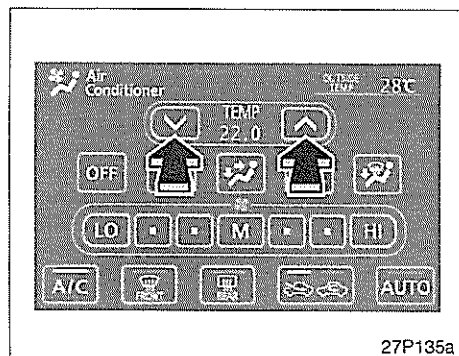 Air
Conditioner
OUTSIDE
TEMP 28℃
TEMP
22.0
OFF
LO M HI
A/C FRONT REAR AUTO
27P135a